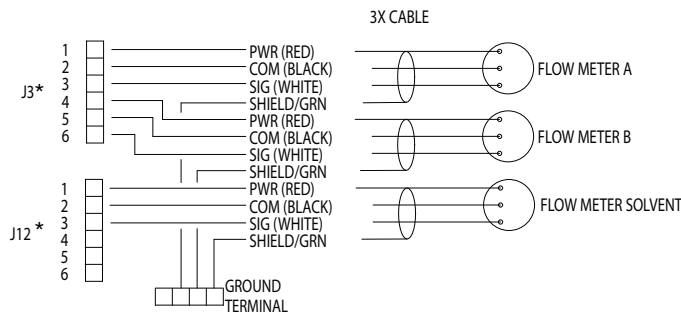 3X CABLE
J3*
1
2
3
4
5
6
PWR (RED)
COM (BLACK)
SIG (WHITE)
SHIELD/GRN
FLOW METER A
PWR (RED)
COM (BLACK)
SIG (WHITE)
SHIELD/GRN
FLOW METER B
J12 *
1
2
3
4
5
6
PWR (RED)
COM (BLACK)
SIG (WHITE)
SHIELD/GRN
FLOW METER SOLVENT
GROUND
TERMINAL